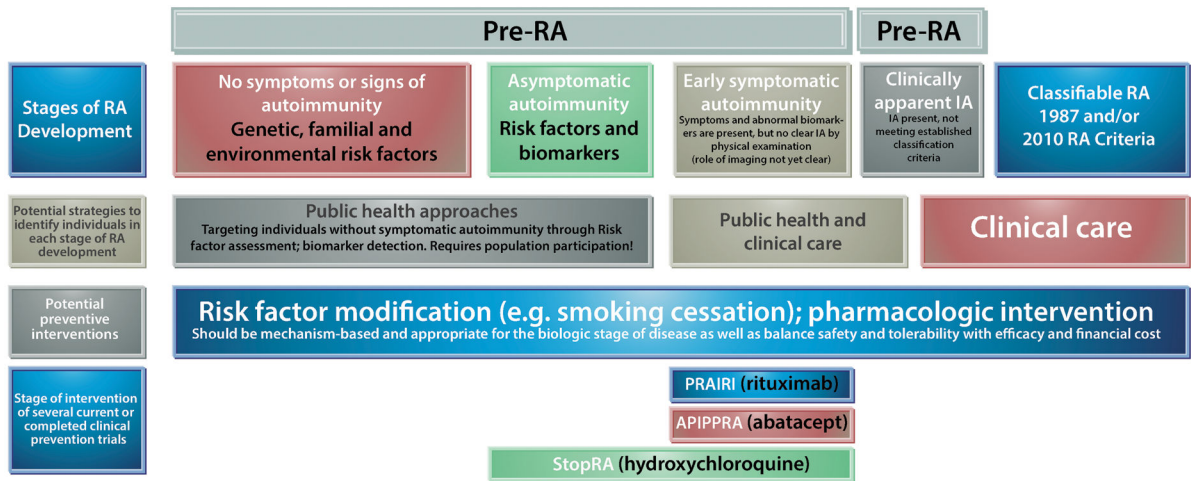 Pre-RA
Pre-RA
Stages of RA
Development
No symptoms or signs of
autoimmunity
Genetic, familial and
environmental risk factors
Asymptomatic
autoimmunity
Risk factors and
biomarkers
Early symptomatic
autoimmunity
Symptoms and abnormal biomark-
ers are present, but no clear IA by
physical examination
(role of imaging not yet clear)
Clinically
apparent IA
IA present, not
meeting established
classification
criteria
Classifiable RA
1987 and/or
2010 RA Criteria
Potential strategies to
identify individuals in
each stage of RA
development
Public health approaches
Targeting individuals without symptomatic autoimmunity through Risk
factor assessment; biomarker detection. Requires population participation!
Public health and
clinical care
Clinical care
Potential
preventive
interventions
Risk factor modification (e.g. smoking cessation); pharmacologic intervention
Should be mechanism-based and appropriate for the biologic stage of disease as well as balance safety and tolerability with efficacy and financial cost
Stage of intervention
of several current or
completed clinical
prevention trials
PRAIRI (rituximab)
APIPPRA (abatacept)
StopRA (hydroxychloroquine)